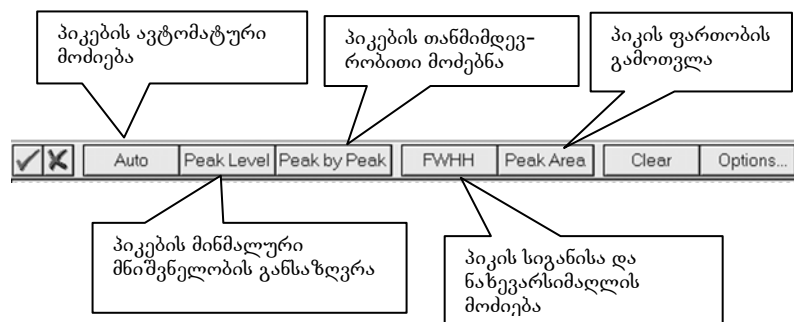 პიკების ავტომატური
მოძიება
პიკების თანმიმდევ-
რობითი მოძებნა
პიკის ფართობის
გამოთვლა
Auto Peak Level Peak by Peak FWHH Peak Area Clear Options...
პიკების მინმალური
მნიშვნელობის განსაზღვრა
პიკის სიგანისა და
ნახევარსიმაღლის
მოძიება